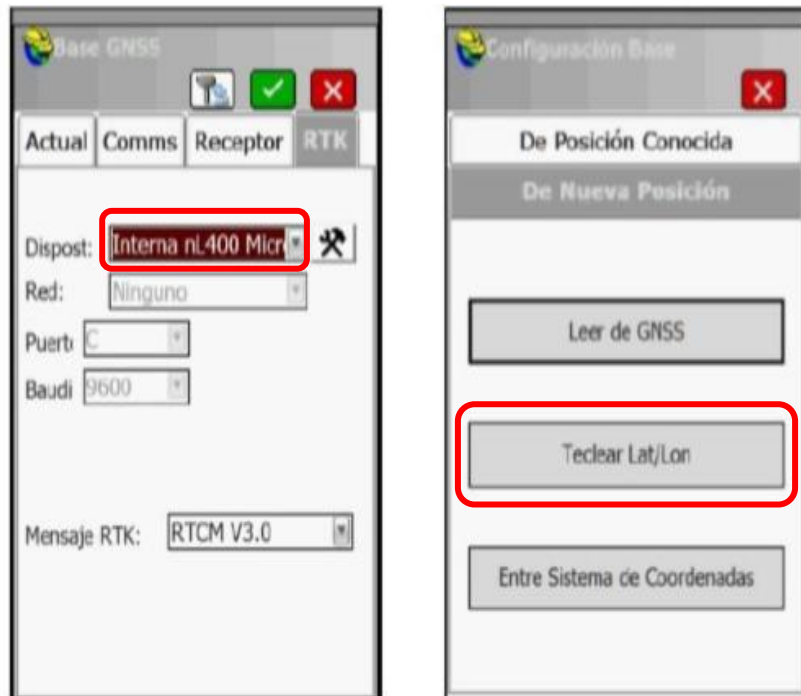 Base GNSS
Actual Comms Receptor RTK
Dispost: Interna nL400 Micr
Red: Ninguno
Puert C
Baudi 9600
Mensaje RTK: RTCM V3.0
Configuración Base
De Posición Conocida
De Nueva Posición
Leer de GNSS
Teclear Lat/Lon
Entre Sistema de Coordenadas